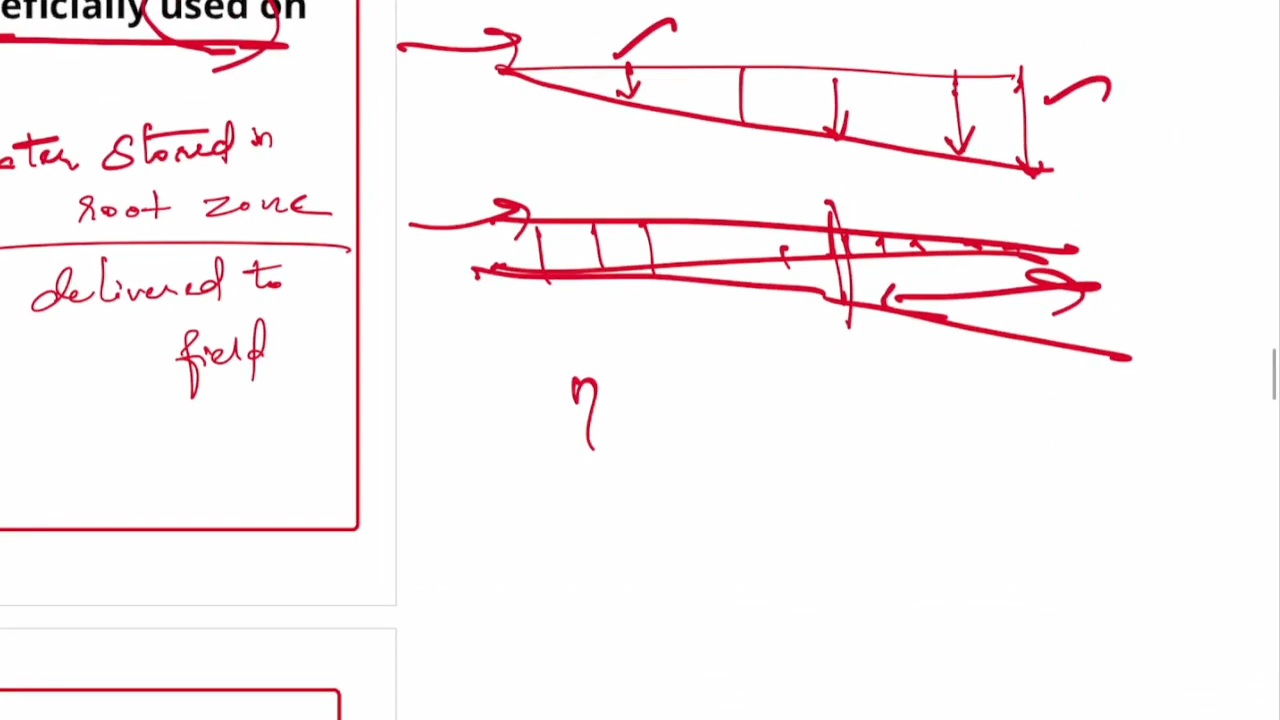 eficially used on
ater stored in
root zone
delivered to
field
η